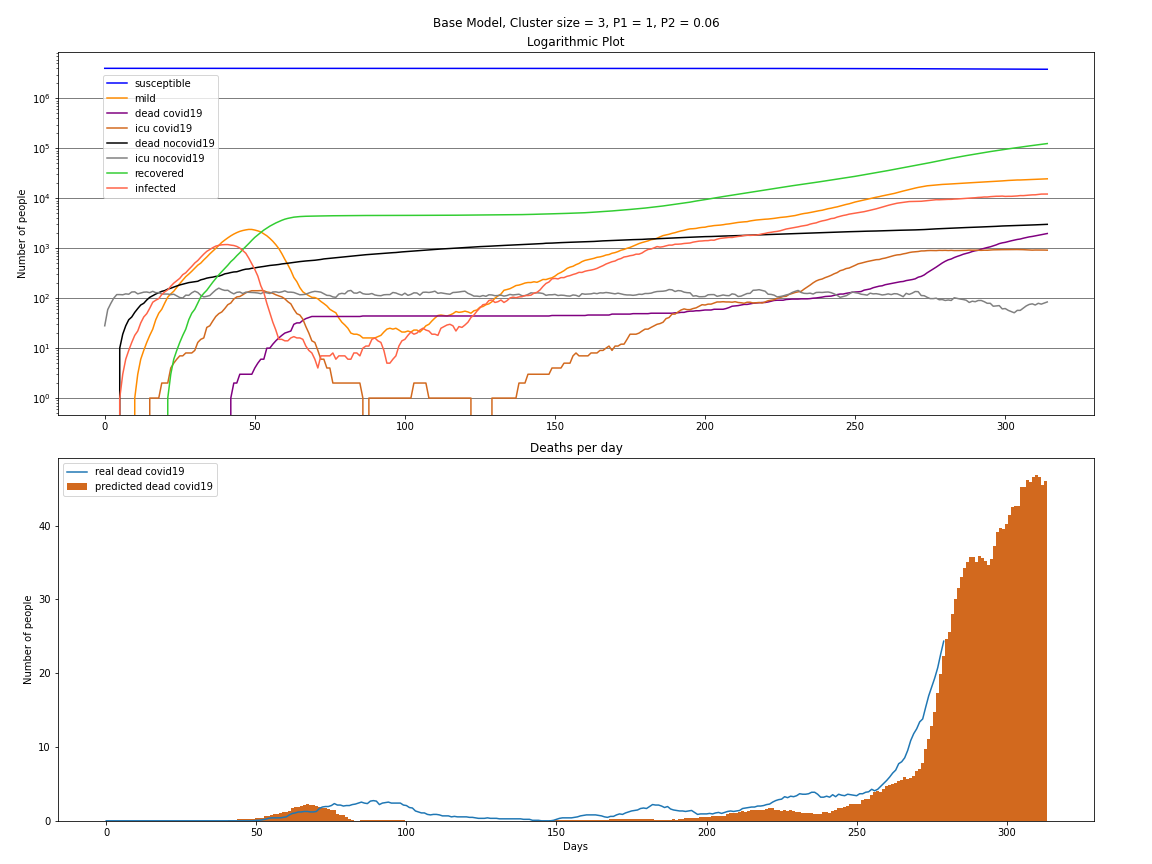 Base Model, Cluster size = 3, P1 = 1, P2 = 0.06
Logarithmic Plot
susceptible
mild
dead covid19
icu covid19
dead nocovid19
icu nocovid19
recovered
infected
Number of people
10⁶
10⁵
10⁴
10³
10²
10¹
10⁰
0 50 100 150 200 250 300
Deaths per day
real dead covid19
predicted dead covid19
Number of people
40
30
20
10
0
0 50 100 150 200 250 300
Days